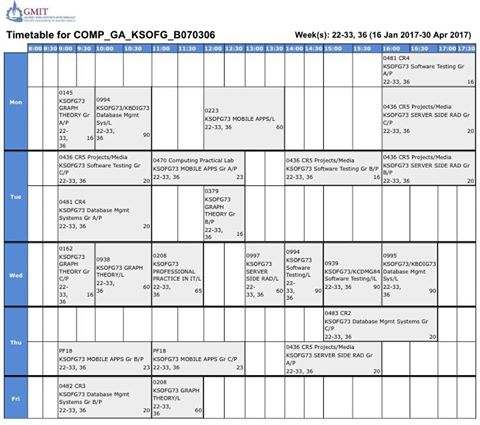 GMIT
Timetable for COMP_GA_KSOFG_B070306
Week(s): 22-33, 36 (16 Jan 2017-30 Apr 2017)
8:00 8:30 9:00 9:30 10:00 10:30 11:00 11:30 12:00 12:30 13:00 13:30 14:00 14:30 15:00 15:30 16:00 16:30 17:00 17:30
Mon
0481 CR4
KSOFG73 Software Testing Gr
A/P
22-33, 36 16
0145
KSOFG73
GRAPH
THEORY Gr
A/P
22-
33, 16
36
0994
KSOFG73/KBDIG73
Database Mgmt
Sys/L
22-33,
36 90
0223
KSOFG73 MOBILE APPS/L
22-33, 36 60
0436 CR5 Projects/Media
KSOFG73 SERVER SIDE RAD Gr
C/P
22-33, 36 20
Tue
0436 CR5 Projects/Media
KSOFG73 Software Testing Gr
C/P
22-33, 36 20
0470 Computing Practical Lab
KSOFG73 MOBILE APPS Gr A/P
22-33, 36 23
0436 CR5 Projects/Media
KSOFG73 Software Testing Gr B/P
22-33, 36 16
0436 CR5 Projects/Media
KSOFG73 SERVER SIDE RAD Gr
B/P
22-33, 36 20
0481 CR4
KSOFG73 Database Mgmt
Systems Gr A/P
22-33, 36 20
0379
KSOFG73
GRAPH
THEORY Gr
B/P
22-33,
36 16
Wed
0162
KSOFG73
GRAPH
THEORY Gr
C/P
22-33,
36 16
0938
KSOFG73 GRAPH
THEORY/L
22-33,
36 60
0208
KSOFG73
PROFESSIONAL
PRACTICE IN IT/L
22-33,
36 65
0997
KSOFG73
SERVER
SIDE RAD/L
22-
33, 36 60
0994
KSOFG73
Software
Testing/L
22-33,
36 90
0939
KSOFG73/KCDMG84
Software Testing/L
22-33, 36 90
0995
KSOFG73/KBDIG73
Database Mgmt
Sys/L
22-33,
36 90
Thu
0483 CR2
KSOFG73 Database Mgmt Systems Gr
C/P
22-33, 36 20
PF18
KSOFG73 MOBILE APPS Gr B/P
22-33, 36 23
PF18
KSOFG73 MOBILE APPS Gr C/P
22-33, 36 23
0436 CR5 Projects/Media
KSOFG73 SERVER SIDE RAD Gr
A/P
22-33, 36 20
Fri
0482 CR3
KSOFG73 Database Mgmt
Systems Gr B/P
22-33, 36 20
0208
KSOFG73 GRAPH
THEORY/L
22-33,
36 60